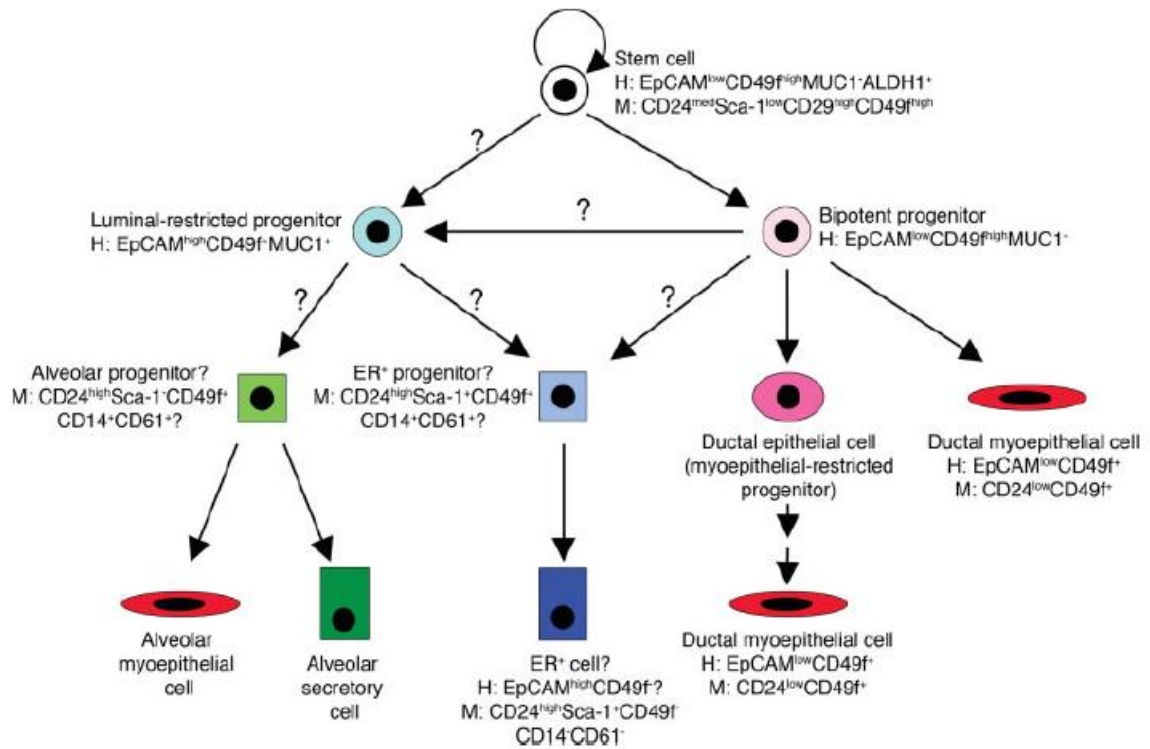 Stem cell
H: EpCAMˡᵒʷCD49fʰⁱᵍʰMUC1⁻ALDH1⁺
M: CD24ᵐᵉᵈSca-1ˡᵒʷCD29ʰⁱᵍʰCD49fʰⁱᵍʰ
?
?
Luminal-restricted progenitor
H: EpCAMʰⁱᵍʰCD49f⁺MUC1⁺
Bipotent progenitor
H: EpCAMˡᵒʷCD49fʰⁱᵍʰMUC1⁻
?
?
?
Alveolar progenitor?
M: CD24ʰⁱᵍʰSca-1⁻CD49f⁺
CD14⁺CD61⁺?
ER⁺ progenitor?
M: CD24ʰⁱᵍʰSca-1⁺CD49f⁺
CD14⁺CD61⁺?
Ductal epithelial cell
(myoepithelial-restricted
progenitor)
Ductal myoepithelial cell
H: EpCAMˡᵒʷCD49f⁺
M: CD24ˡᵒʷCD49f⁺
Alveolar
myoepithelial
cell
Alveolar
secretory
cell
ER⁺ cell?
H: EpCAMʰⁱᵍʰCD49f⁻?
M: CD24ʰⁱᵍʰSca-1⁺CD49f⁻
CD14⁻CD61⁻
Ductal myoepithelial cell
H: EpCAMˡᵒʷCD49f⁺
M: CD24ˡᵒʷCD49f⁺